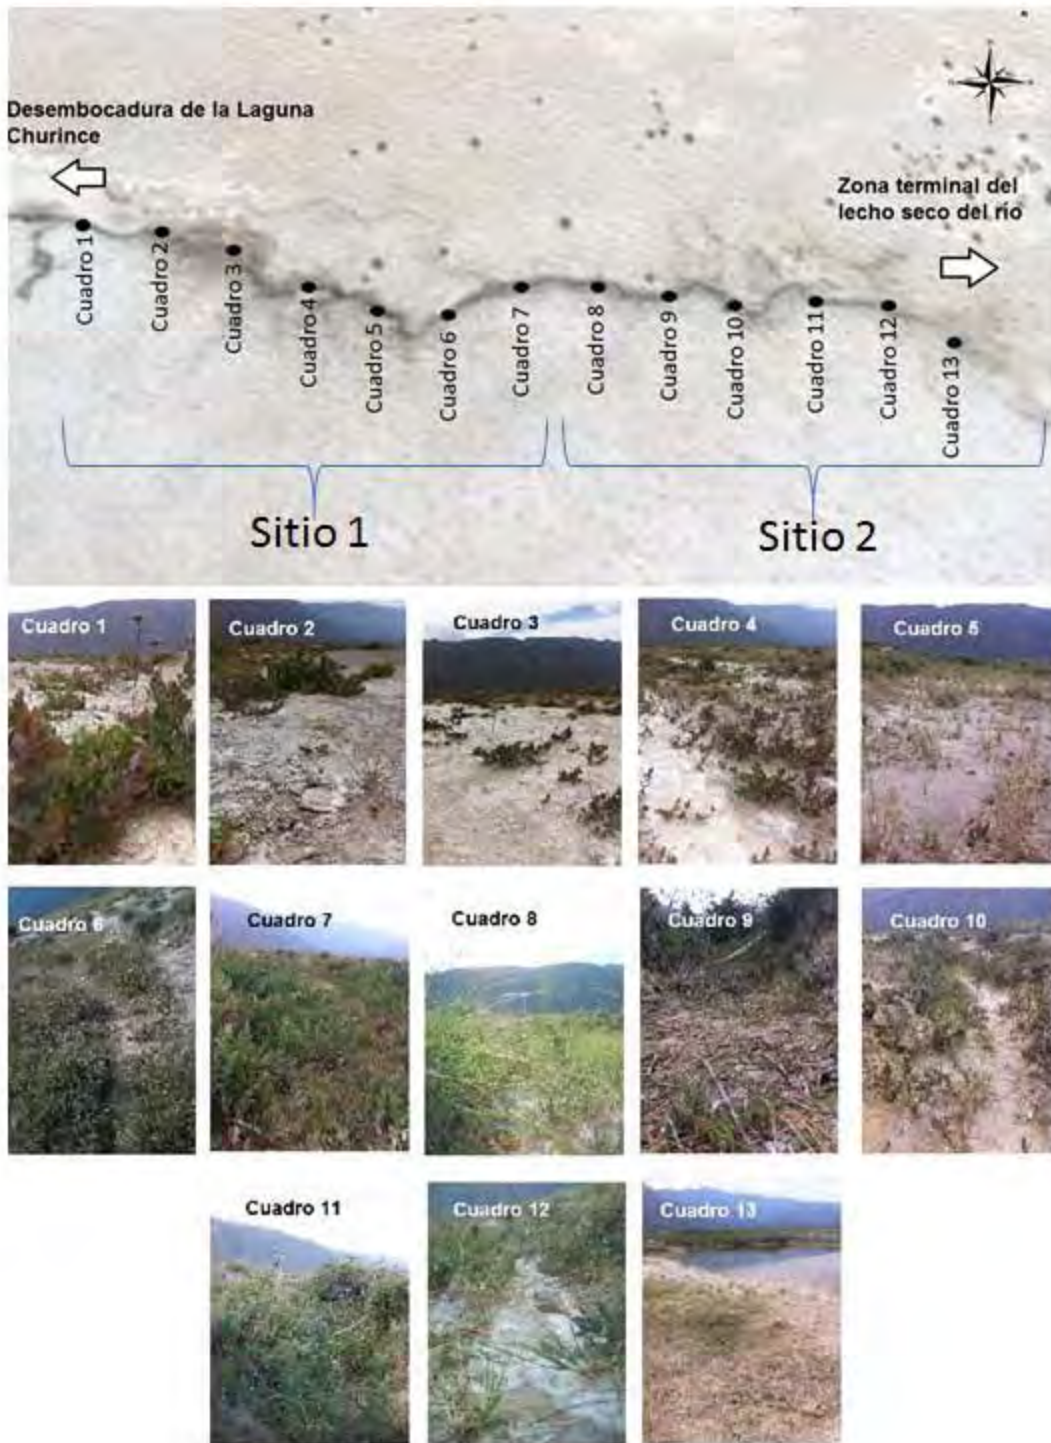 Desembocadura de la Laguna
Churince
Zona terminal del
lecho seco del río
Cuadro 1
Cuadro 2
Cuadro 3
Cuadro 4
Cuadro 5
Cuadro 6
Cuadro 7
Cuadro 8
Cuadro 9
Cuadro 10
Cuadro 11
Cuadro 12
Cuadro 13
Sitio 1
Sitio 2
Cuadro 1
Cuadro 2
Cuadro 3
Cuadro 4
Cuadro 5
Cuadro 6
Cuadro 7
Cuadro 8
Cuadro 9
Cuadro 10
Cuadro 11
Cuadro 12
Cuadro 13